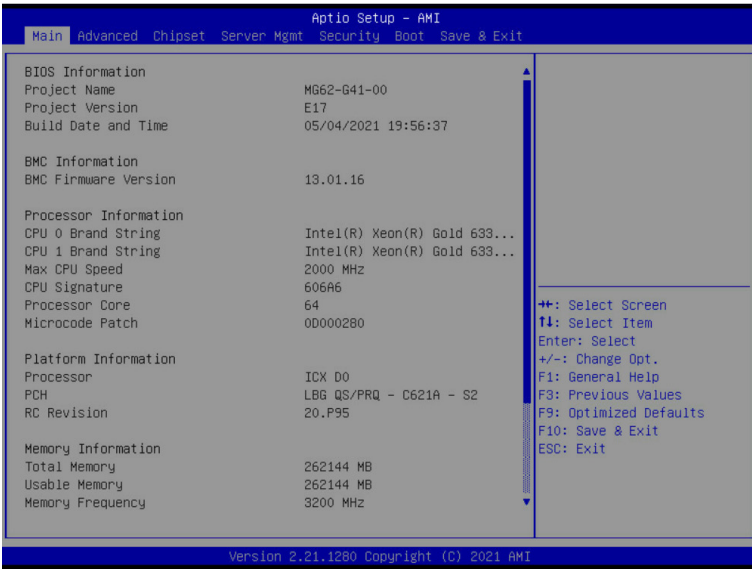 Aptio Setup – AMI
Main Advanced Chipset Server Mgmt Security Boot Save & Exit
BIOS Information
Project Name MG62-G41-00
Project Version E17
Build Date and Time 05/04/2021 19:56:37
BMC Information
BMC Firmware Version 13.01.16
Processor Information
CPU 0 Brand String Intel(R) Xeon(R) Gold 633...
CPU 1 Brand String Intel(R) Xeon(R) Gold 633...
Max CPU Speed 2000 MHz
CPU Signature 606A6
Processor Core 64
Microcode Patch 0D000280
Platform Information
Processor ICX D0
PCH LBG QS/PRQ - C621A - S2
RC Revision 20.P95
Memory Information
Total Memory 262144 MB
Usable Memory 262144 MB
Memory Frequency 3200 MHz
→←: Select Screen
↑↓: Select Item
Enter: Select
+/-: Change Opt.
F1: General Help
F3: Previous Values
F9: Optimized Defaults
F10: Save & Exit
ESC: Exit
Version 2.21.1280 Copyright (C) 2021 AMI